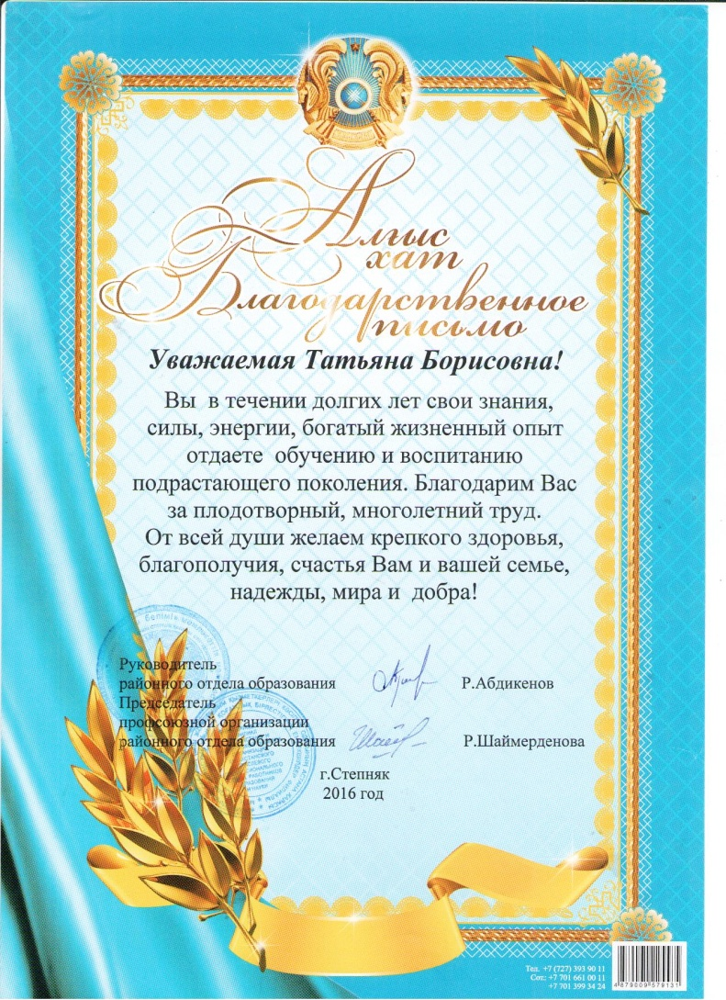 Алғыс
хат
Благодарственное
письмо
Уважаемая Татьяна Борисовна!
Вы в течении долгих лет свои знания,
силы, энергии, богатый жизненный опыт
отдаете обучению и воспитанию
подрастающего поколения. Благодарим Вас
за плодотворный, многолетний труд.
От всей души желаем крепкого здоровья,
благополучия, счастья Вам и вашей семье,
надежды, мира и добра!
Руководитель
районного отдела образования Р.Абдикенов
Председатель
профсоюзной организации
районного отдела образования Р.Шаймерденова
г.Степняк
2016 год
Тел. +7 (727) 393 90 11
Сот.: +7 701 661 00 11
+7 701 399 34 24
4879009579131